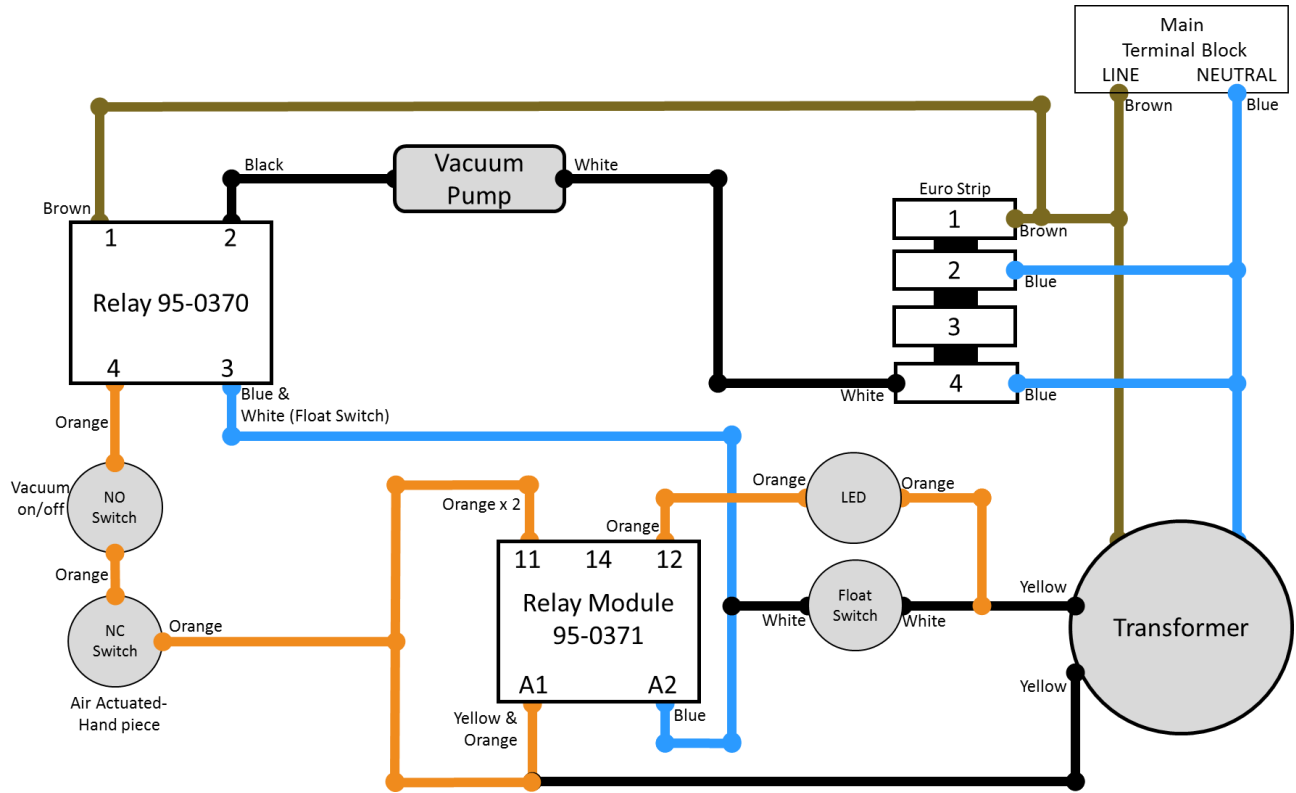 Main
Terminal Block
LINE NEUTRAL
Brown Blue
Black
Vacuum
Pump
White
Euro Strip
Brown
1 2
Relay 95-0370
4 3
1
Brown
2
Blue
3
4
White
Blue
Blue &
White (Float Switch)
Orange
Vacuum
on/off
NO
Switch
Orange
NC
Switch
Orange
Air Actuated-
Hand piece
Orange x 2
Orange
11 14 12
Relay Module
95-0371
A1 A2
Yellow &
Orange
Blue
Orange
LED
Orange
White
Float
Switch
White
Yellow
Transformer
Yellow